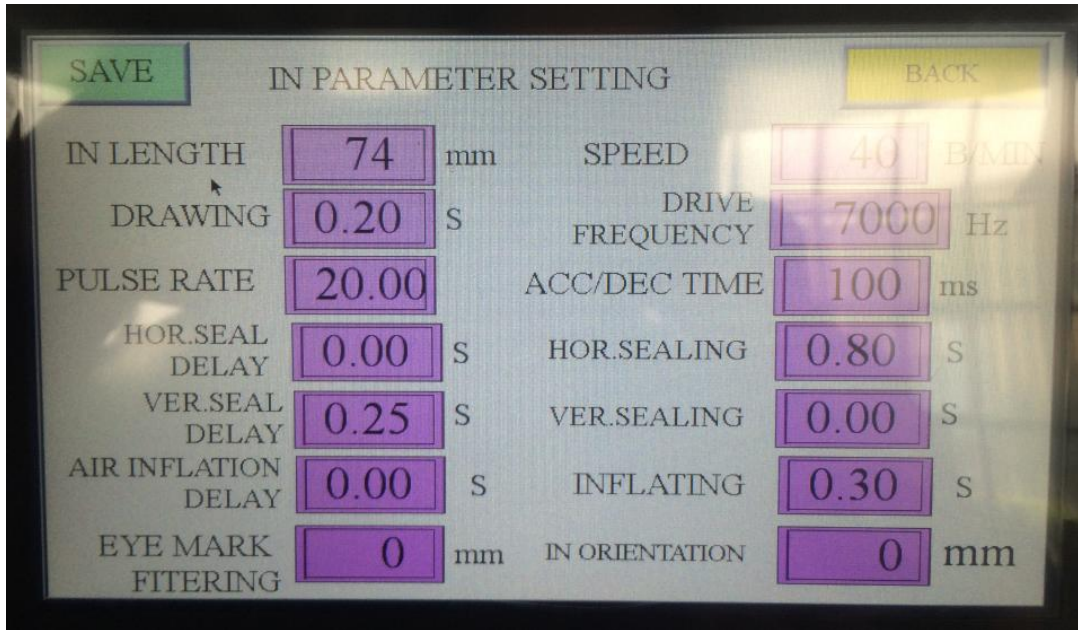 SAVE IN PARAMETER SETTING BACK
IN LENGTH 74 mm SPEED 40 B/MIN
DRAWING 0.20 S DRIVE FREQUENCY 7000 Hz
PULSE RATE 20.00 ACC/DEC TIME 100 ms
HOR.SEAL DELAY 0.00 S HOR.SEALING 0.80 S
VER.SEAL DELAY 0.25 S VER.SEALING 0.00 S
AIR INFLATION DELAY 0.00 S INFLATING 0.30 S
EYE MARK FITERING 0 mm IN ORIENTATION 0 mm